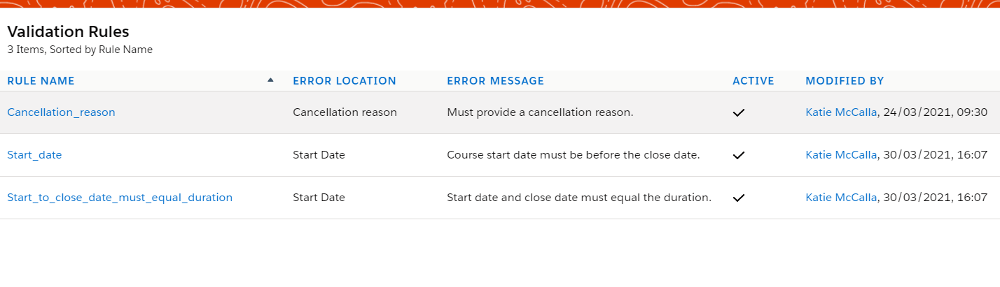 Validation Rules
3 Items, Sorted by Rule Name
RULE NAME ERROR LOCATION ERROR MESSAGE ACTIVE MODIFIED BY
Cancellation_reason Cancellation reason Must provide a cancellation reason. Katie McCalla, 24/03/2021, 09:30
Start_date Start Date Course start date must be before the close date. Katie McCalla, 30/03/2021, 16:07
Start_to_close_date_must_equal_duration Start Date Start date and close date must equal the duration. Katie McCalla, 30/03/2021, 16:07